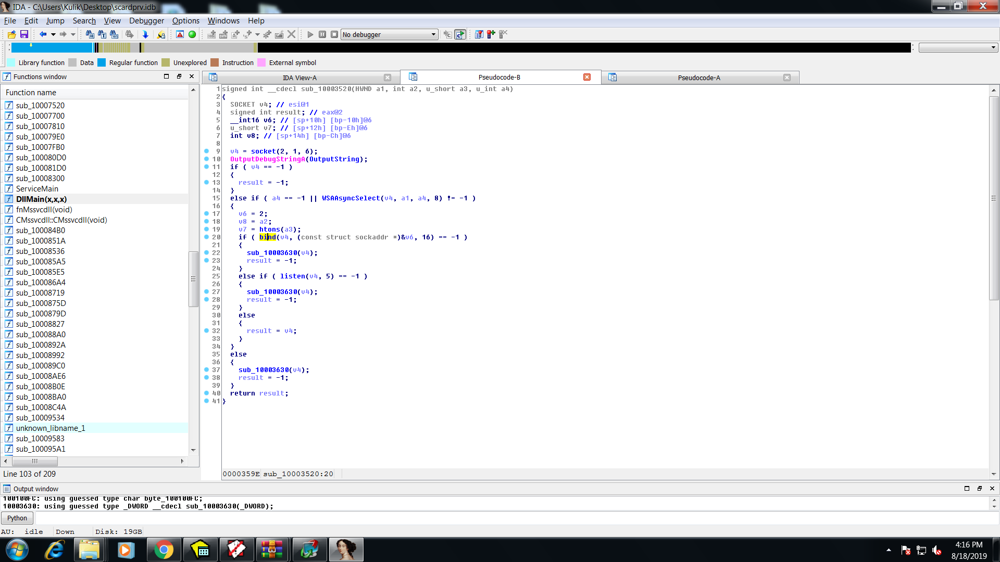 IDA - C:\Users\Kulik\Desktop\scardprv.idb
File Edit Jump Search View Debugger Options Windows Help
No debugger
Library function Data Regular function Unexplored Instruction External symbol
Functions window
IDA View-A
Pseudocode-B
Pseudocode-A
Function name
sub_10007520
sub_10007700
sub_10007810
sub_100079E0
sub_10007FB0
sub_100080D0
sub_100081D0
sub_10008300
ServiceMain
DllMain(x,x,x)
fnMssvcdll(void)
CMssvcdll::CMssvcdll(void)
sub_100084B0
sub_1000851A
sub_10008536
sub_100085A5
sub_100085E5
sub_100086A4
sub_10008719
sub_1000875D
sub_1000879D
sub_10008827
sub_100088A0
sub_1000892A
sub_10008992
sub_100089C0
sub_10008AE6
sub_10008B0E
sub_10008BA0
sub_10008C4A
sub_10009534
unknown_libname_1
sub_10009583
sub_100095A1
Line 103 of 209
1 signed int __cdecl sub_10003520(HWND a1, int a2, u_short a3, u_int a4)
2 {
3 SOCKET v4; // esi@1
4 signed int result; // eax@2
5 __int16 v6; // [sp+10h] [bp-10h]@6
6 u_short v7; // [sp+12h] [bp-Eh]@6
7 int v8; // [sp+14h] [bp-Ch]@6
8
9 v4 = socket(2, 1, 6);
10 OutputDebugStringA(OutputString);
11 if ( v4 == -1 )
12 {
13 result = -1;
14 }
15 else if ( a4 == -1 || WSAAsyncSelect(v4, a1, a4, 8) != -1 )
16 {
17 v6 = 2;
18 v8 = a2;
19 v7 = htons(a3);
20 if ( bind(v4, (const struct sockaddr *)&v6, 16) == -1 )
21 {
22 sub_10003630(v4);
23 result = -1;
24 }
25 else if ( listen(v4, 5) == -1 )
26 {
27 sub_10003630(v4);
28 result = -1;
29 }
30 else
31 {
32 result = v4;
33 }
34 }
35 else
36 {
37 sub_10003630(v4);
38 result = -1;
39 }
40 return result;
41 }
0000359E sub_10003520:20
Output window
100100FC: using guessed type char byte_100100FC;
10003630: using guessed type _DWORD __cdecl sub_10003630(_DWORD);
Python
AU: idle Down Disk: 19GB
4:16 PM
8/18/2019